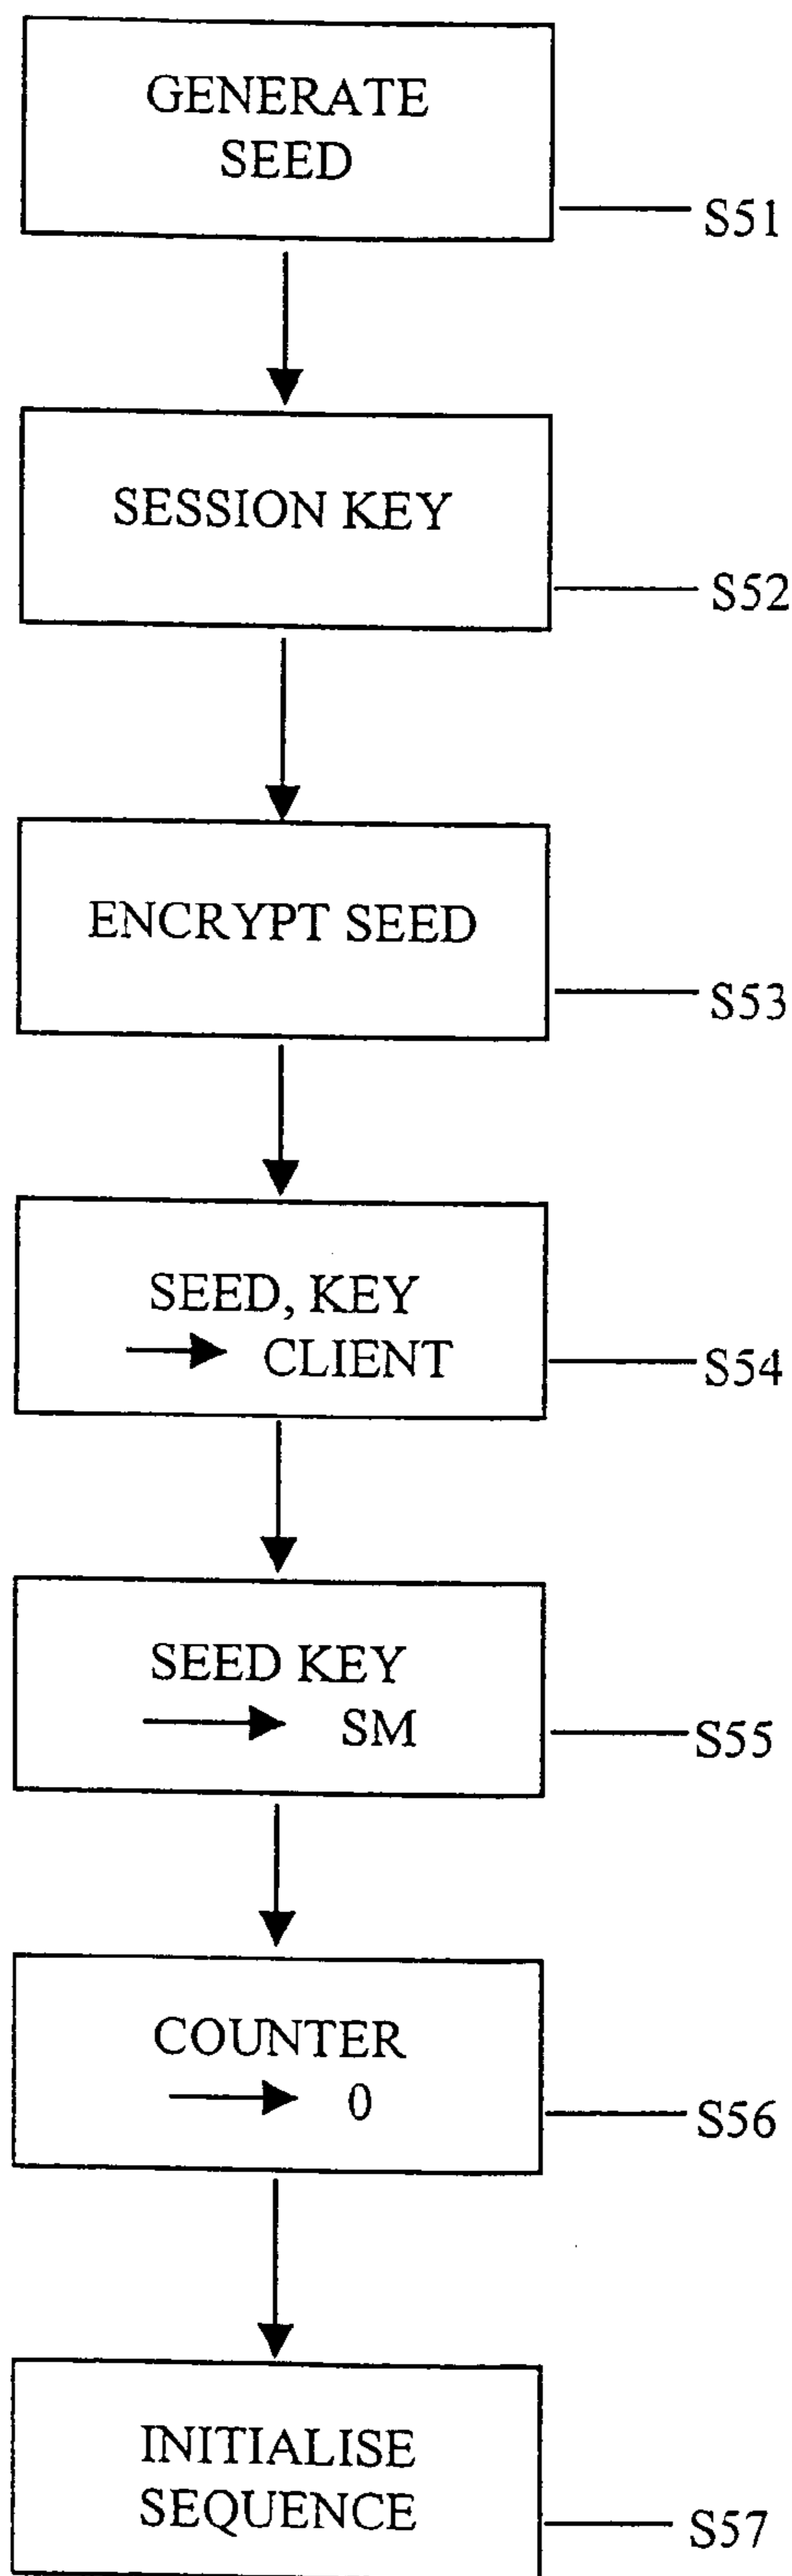 GENERATE
SEED
S51
SESSION KEY
S52
ENCRYPT SEED
S53
SEED, KEY
CLIENT
S54
SEED KEY
SM
S55
COUNTER
0
S56
INITIALISE
SEQUENCE
S57